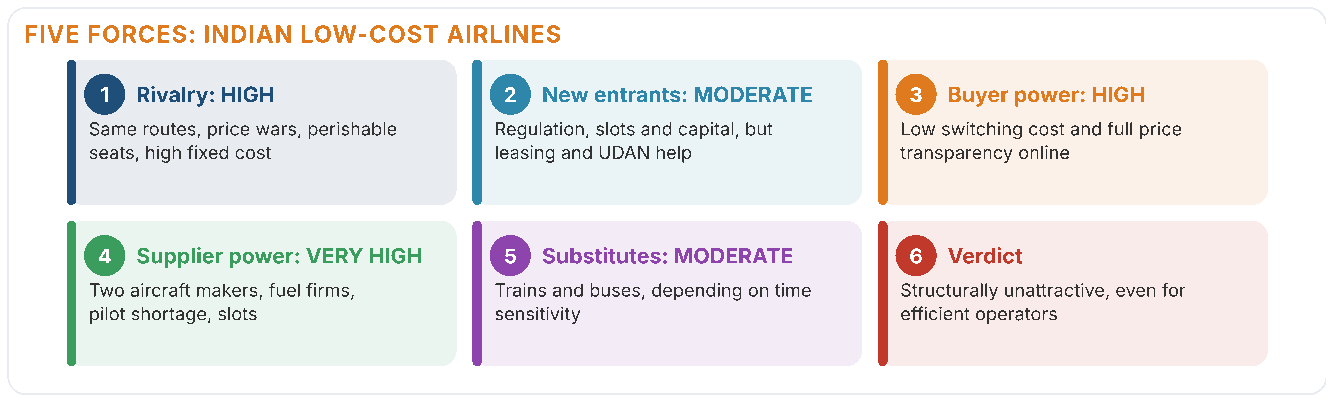 FIVE FORCES: INDIAN LOW-COST AIRLINES
1 Rivalry: HIGH
Same routes, price wars, perishable
seats, high fixed cost
2 New entrants: MODERATE
Regulation, slots and capital, but
leasing and UDAN help
3 Buyer power: HIGH
Low switching cost and full price
transparency online
4 Supplier power: VERY HIGH
Two aircraft makers, fuel firms,
pilot shortage, slots
5 Substitutes: MODERATE
Trains and buses, depending on time
sensitivity
6 Verdict
Structurally unattractive, even for
efficient operators